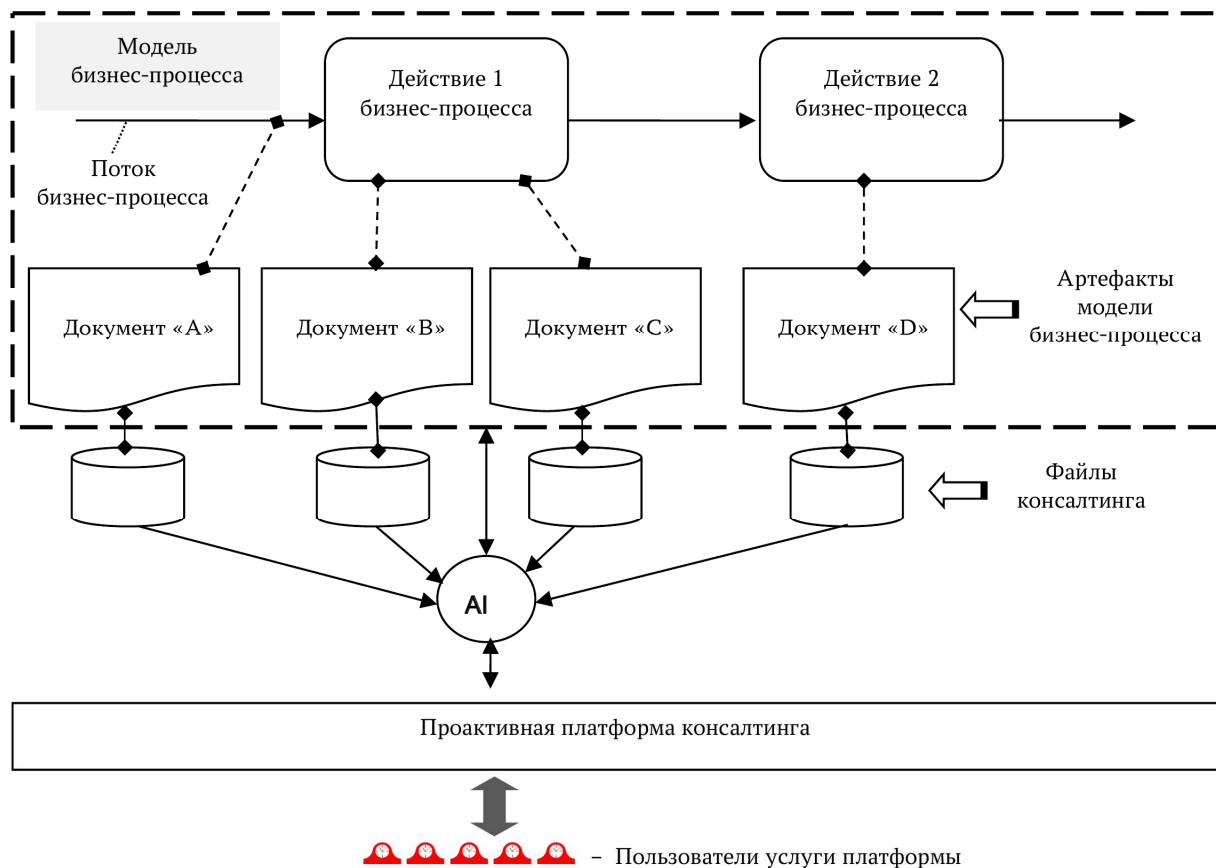 Модель
бизнес-процесса
Действие 1
бизнес-процесса
Действие 2
бизнес-процесса
Поток
бизнес-процесса
Документ «A»
Документ «B»
Документ «C»
Документ «D»
Артефакты
модели
бизнес-процесса
Файлы
консалтинга
AI
Проактивная платформа консалтинга
– Пользователи услуги платформы